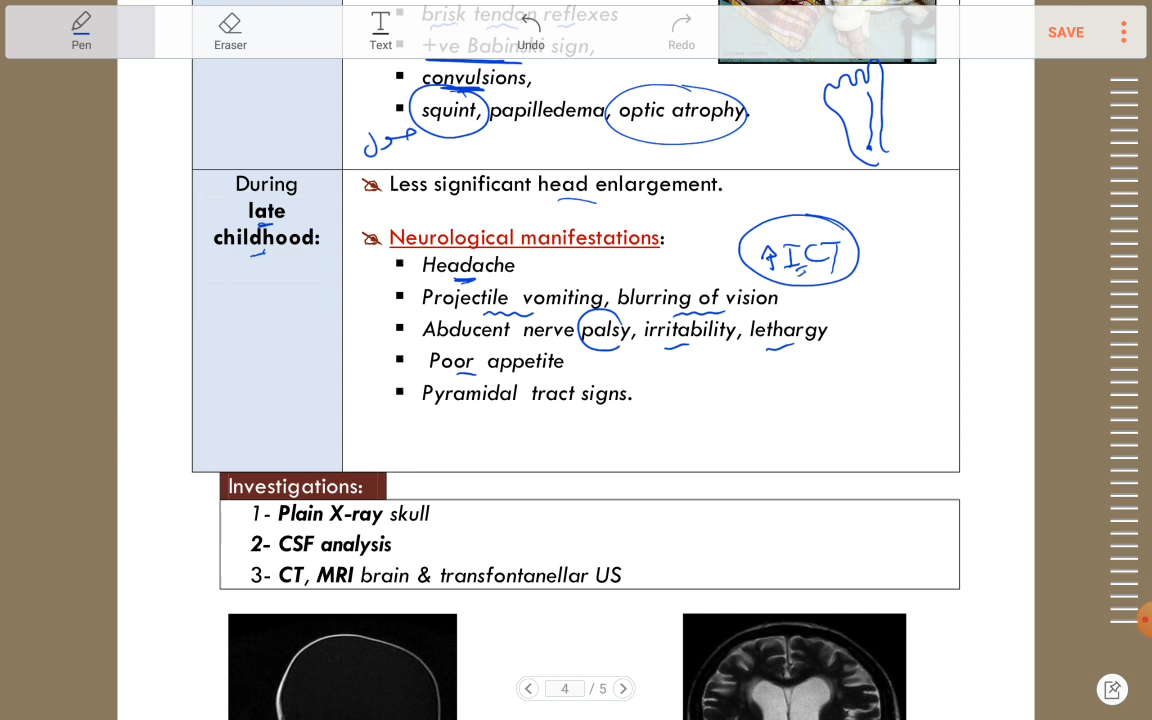 brisk tendon reflexes
Pen
Eraser
Text
Undo
Redo
SAVE
+ve Babinski sign,
convulsions,
squint, papilledema, optic atrophy.
During
late
childhood:
Less significant head enlargement.
Neurological manifestations:
↑ICT
Headache
Projectile vomiting, blurring of vision
Abducent nerve palsy, irritability, lethargy
Poor appetite
Pyramidal tract signs.
Investigations:
1- Plain X-ray skull
2- CSF analysis
3- CT, MRI brain & transfontanellar US
4 / 5